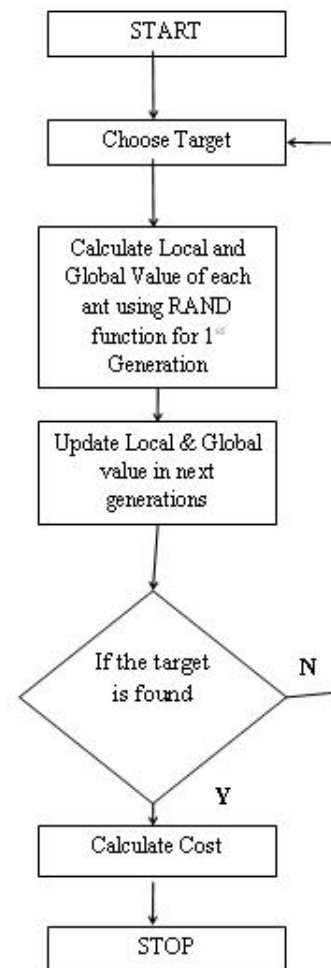 START
Choose Target
Calculate Local and
Global Value of each
ant using RAND
function for 1st
Generation
Update Local & Global
value in next
generations
If the target
is found
N
Y
Calculate Cost
STOP